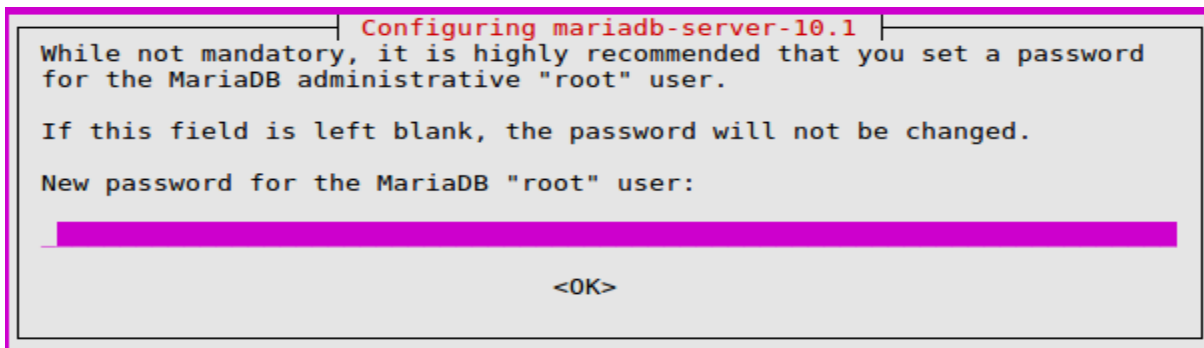 Configuring mariadb-server-10.1
While not mandatory, it is highly recommended that you set a password
for the MariaDB administrative "root" user.
If this field is left blank, the password will not be changed.
New password for the MariaDB "root" user:
<OK>